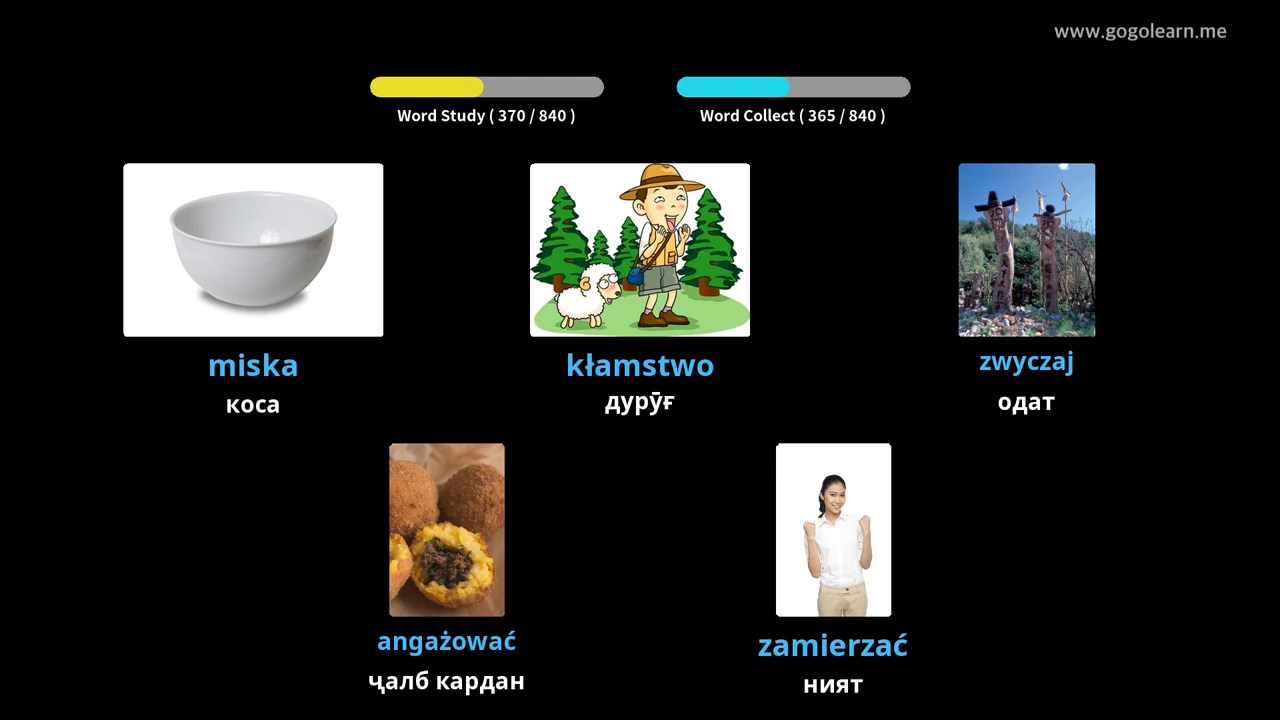 www.gogolearn.me
Word Study ( 370 / 840 )
Word Collect ( 365 / 840 )
miska
kłamstwo
zwyczaj
коса
дурӯғ
одат
angażować
zamierzać
ҷалб кардан
ният